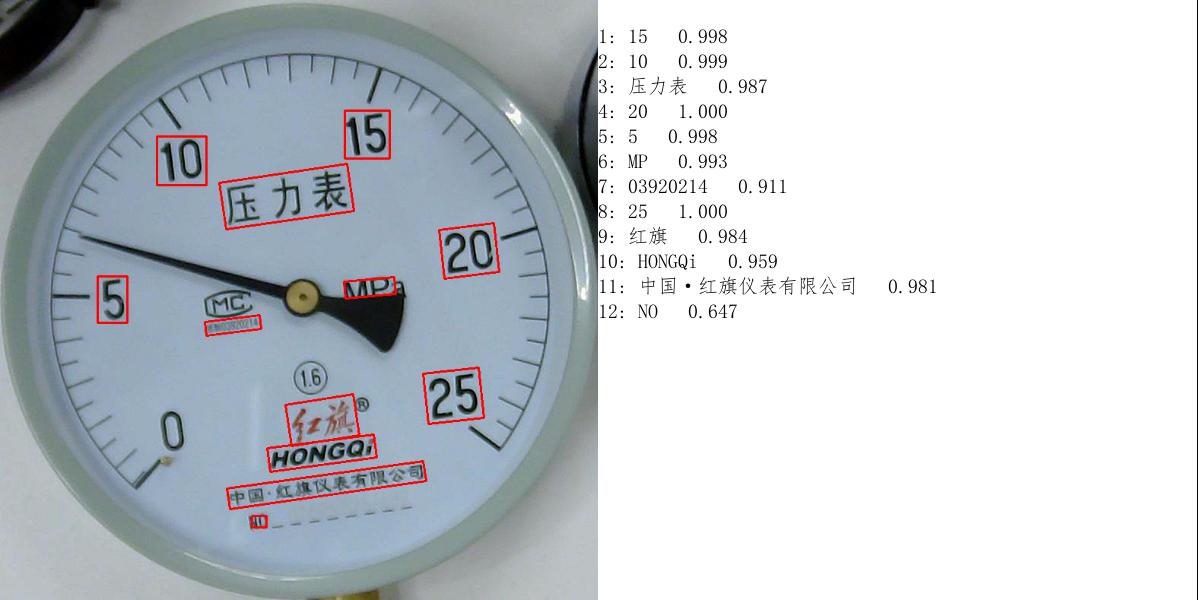 15
10
压力表
20
5
MPa
MC
03920214
1.6
25
0
红旗®
HONGQi
中国·红旗仪表有限公司
1: 15 0.998
2: 10 0.999
3: 压力表 0.987
4: 20 1.000
5: 5 0.998
6: MP 0.993
7: 03920214 0.911
8: 25 1.000
9: 红旗 0.984
10: HONGQi 0.959
11: 中国·红旗仪表有限公司 0.981
12: NO 0.647